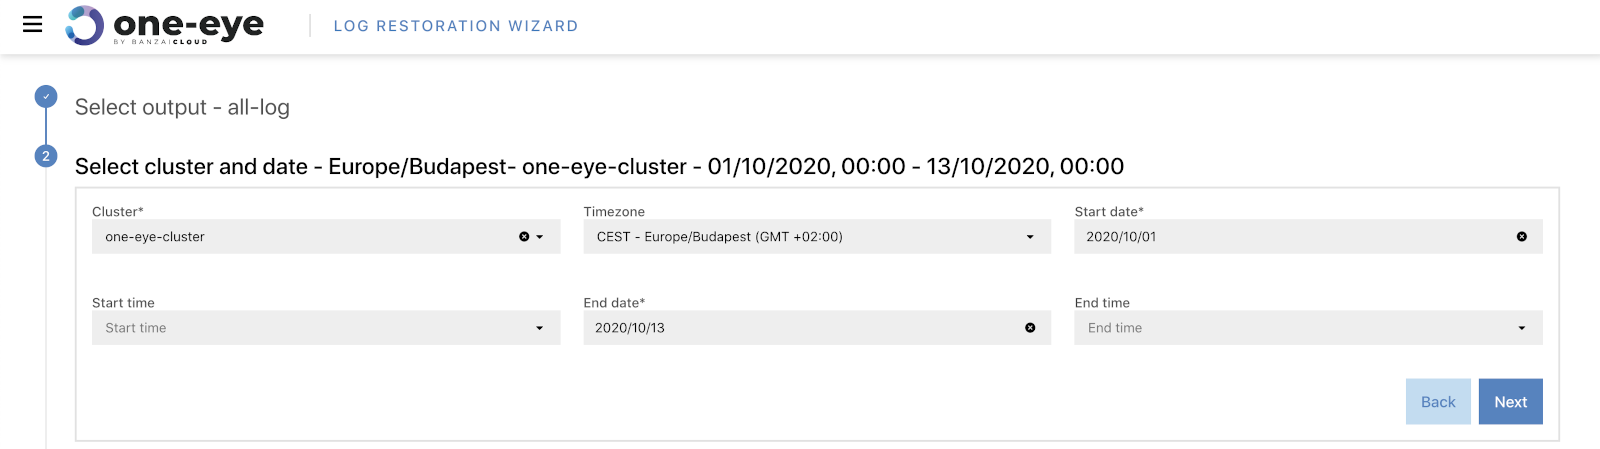 one-eye
BY BANZAICLOUD
LOG RESTORATION WIZARD
Select output - all-log
2
Select cluster and date - Europe/Budapest- one-eye-cluster - 01/10/2020, 00:00 - 13/10/2020, 00:00
Cluster* Timezone Start date*
one-eye-cluster CEST - Europe/Budapest (GMT +02:00) 2020/10/01
Start time End date* End time
Start time 2020/10/13 End time
Back Next